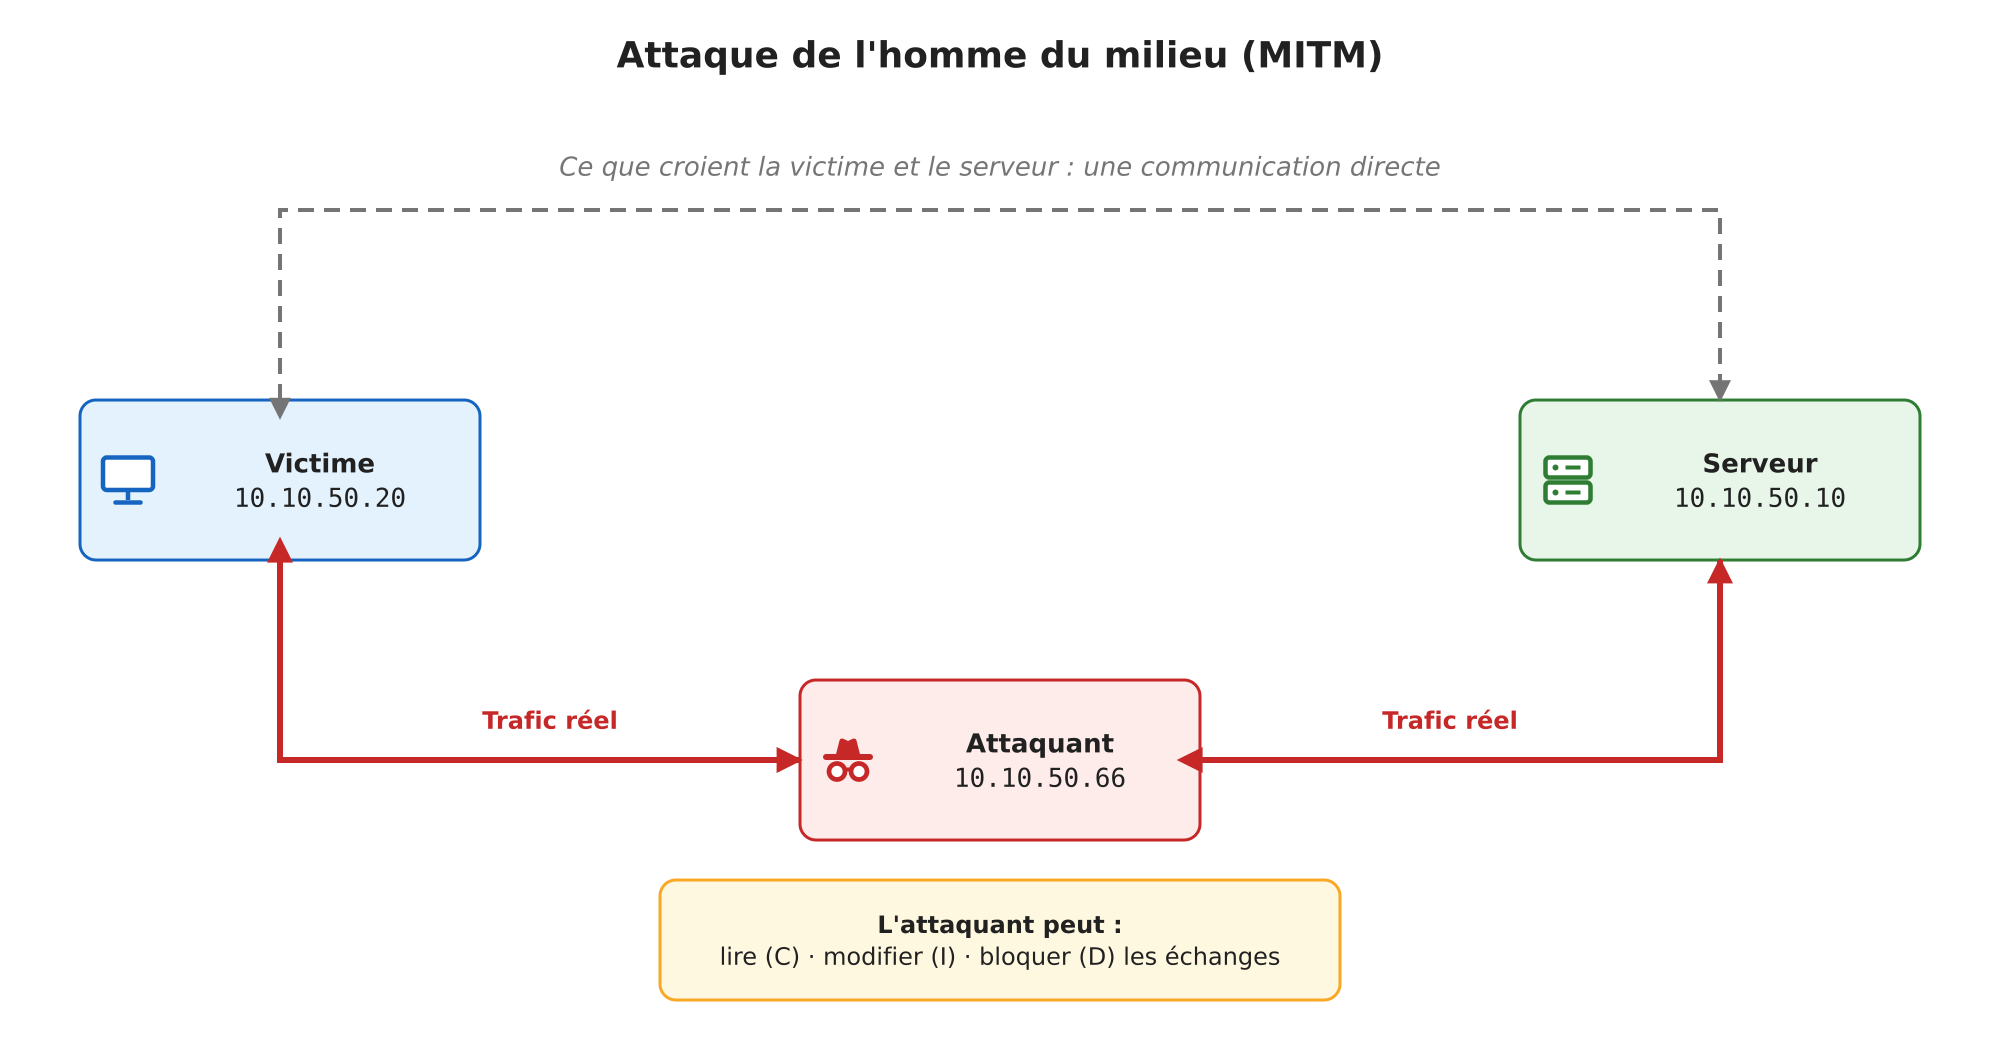 Attaque de l'homme du milieu (MITM)
Ce que croient la victime et le serveur : une communication directe
Victime
10.10.50.20
Serveur
10.10.50.10
Trafic réel
Trafic réel
Attaquant
10.10.50.66
L'attaquant peut :
lire (C) · modifier (I) · bloquer (D) les échanges